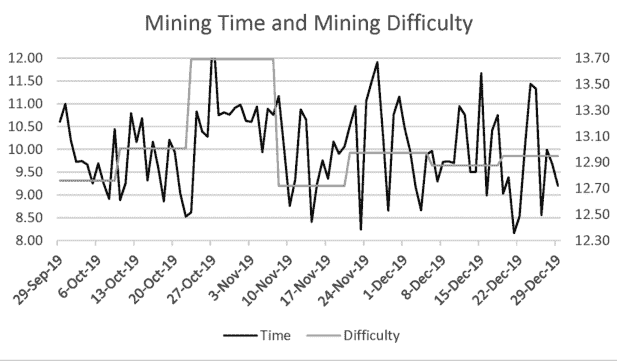 Mining Time and Mining Difficulty
12.00
11.50
11.00
10.50
10.00
9.50
9.00
8.50
8.00
13.70
13.50
13.30
13.10
12.90
12.70
12.50
12.30
29-Sep-19
6-Oct-19
13-Oct-19
20-Oct-19
27-Oct-19
3-Nov-19
10-Nov-19
17-Nov-19
24-Nov-19
1-Dec-19
8-Dec-19
15-Dec-19
22-Dec-19
29-Dec-19
Time
Difficulty